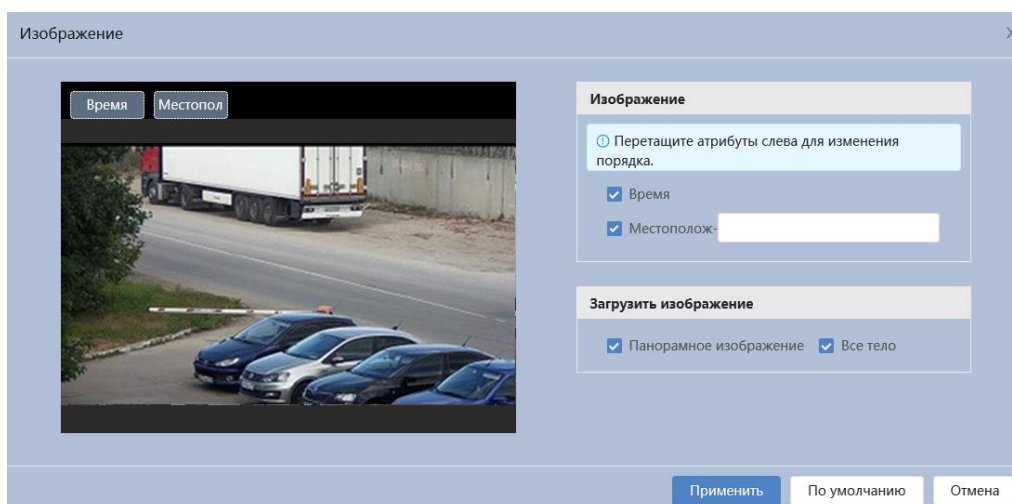 Изображение
Время Местопол
Изображение
Перетащите атрибуты слева для изменения
порядка.
Время
Местополож-
Загрузить изображение
Панорамное изображение Все тело
Применить По умолчанию Отмена